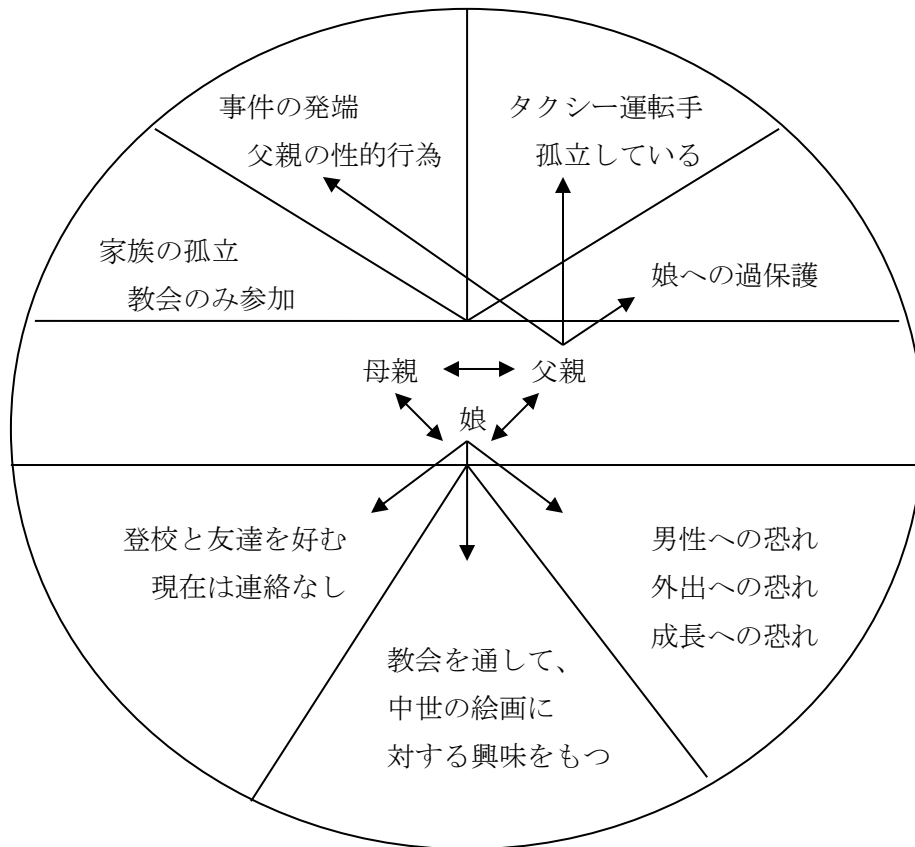 事件の発端
父親の性的行為
タクシー運転手
孤立している
家族の孤立
教会のみ参加
娘への過保護
母親
父親
娘
登校と友達を好む
現在は連絡なし
教会を通して、
中世の絵画に
対する興味をもつ
男性への恐れ
外出への恐れ
成長への恐れ